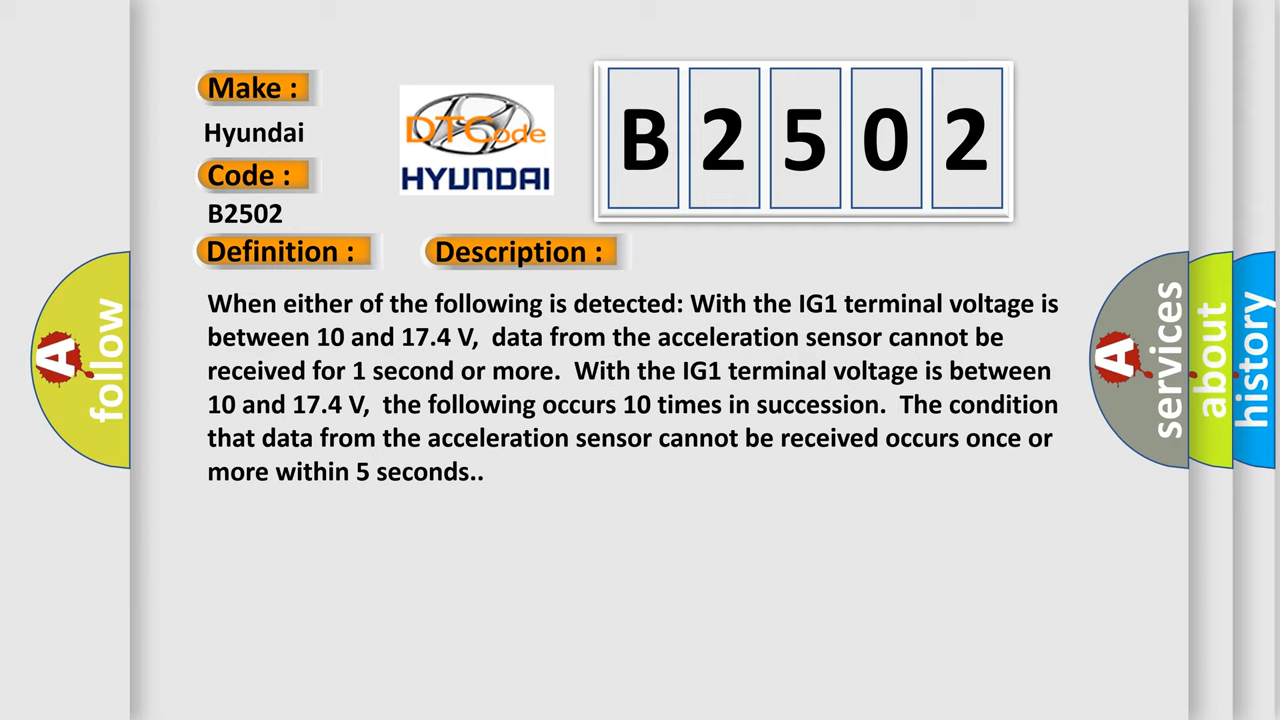 Make :
Hyundai
Code :
B2502
Definition :
Description :
DTCode
HYUNDAI
B2502
When either of the following is detected: With the IG1 terminal voltage is
between 10 and 17.4 V,  data from the acceleration sensor cannot be
received for 1 second or more.  With the IG1 terminal voltage is between
10 and 17.4 V,  the following occurs 10 times in succession.  The condition
that data from the acceleration sensor cannot be received occurs once or
more within 5 seconds..
A
follow
A
services
about
history